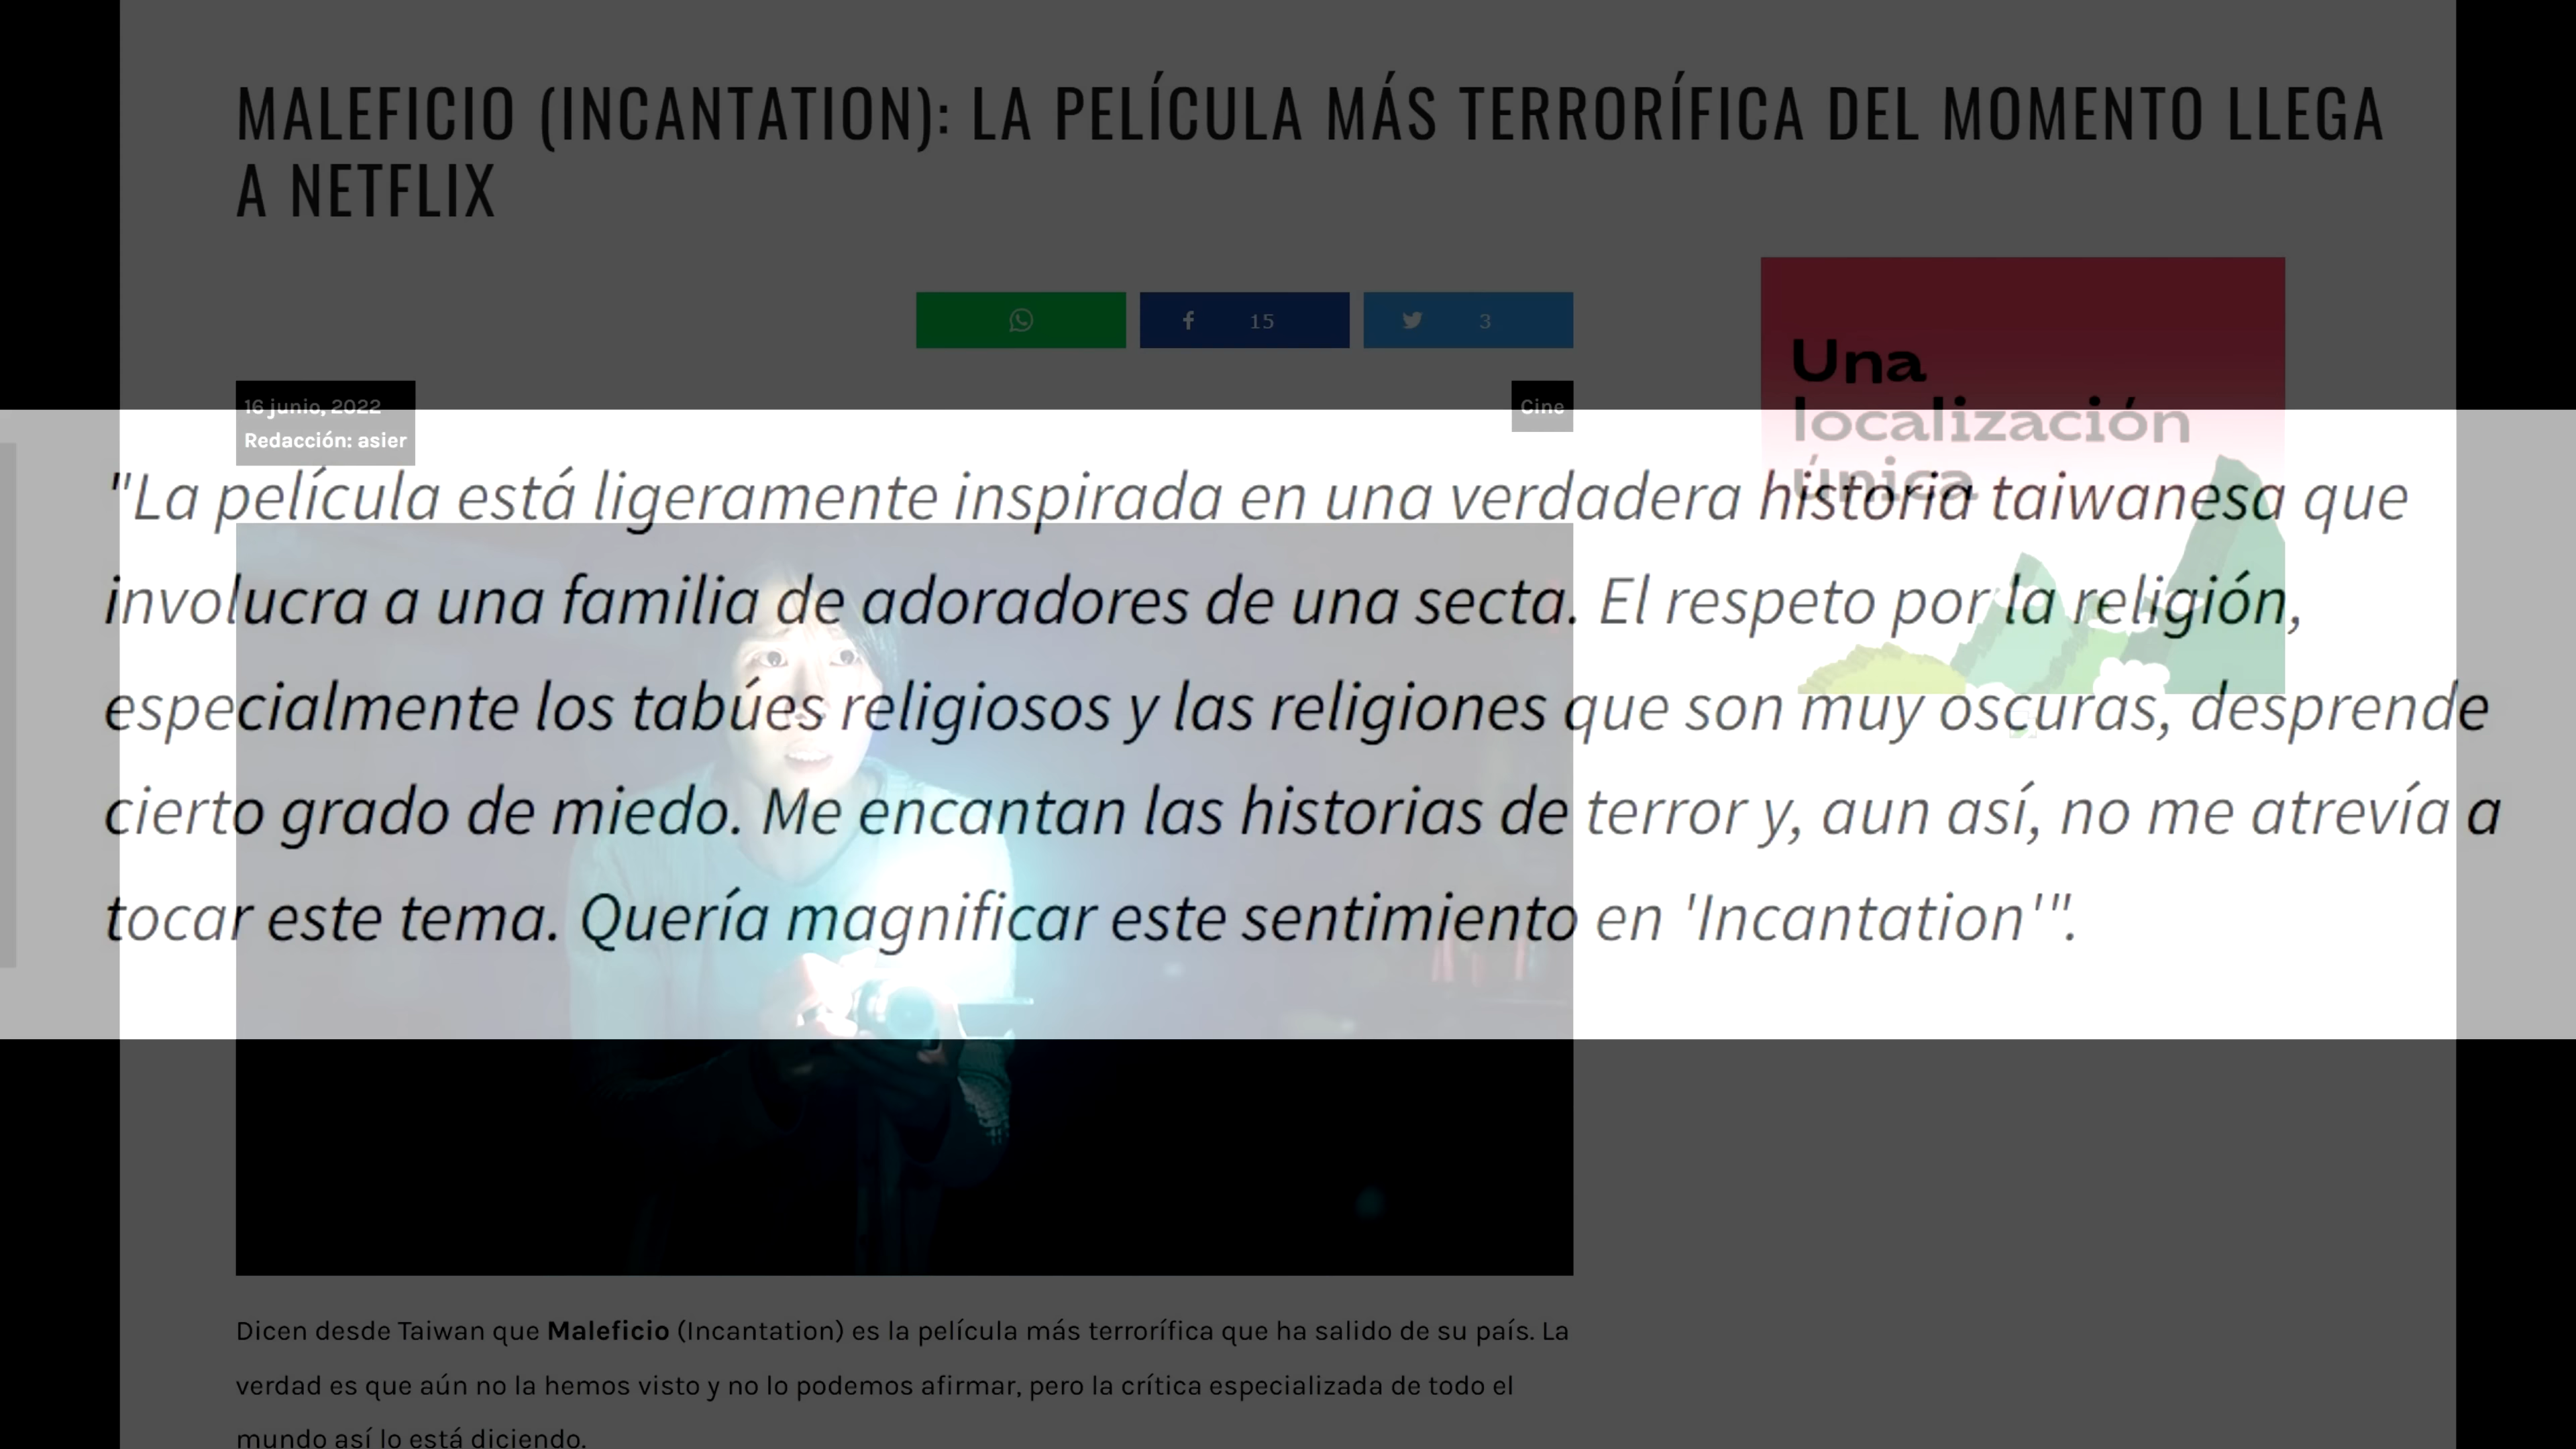 MALEFICIO (INCANTATION): LA PELÍCULA MÁS TERRORÍFICA DEL MOMENTO LLEGA
A NETFLIX
15
3
16 junio, 2022
Redacción: asier
Cine
Una
localización
única
"La película está ligeramente inspirada en una verdadera historia taiwanesa que
involucra a una familia de adoradores de una secta. El respeto por la religión,
especialmente los tabúes religiosos y las religiones que son muy oscuras, desprende
cierto grado de miedo. Me encantan las historias de terror y, aun así, no me atrevía a
tocar este tema. Quería magnificar este sentimiento en 'Incantation'".
Dicen desde Taiwan que Maleficio (Incantation) es la película más terrorífica que ha salido de su país. La
verdad es que aún no la hemos visto y no lo podemos afirmar, pero la crítica especializada de todo el
mundo así lo está diciendo.